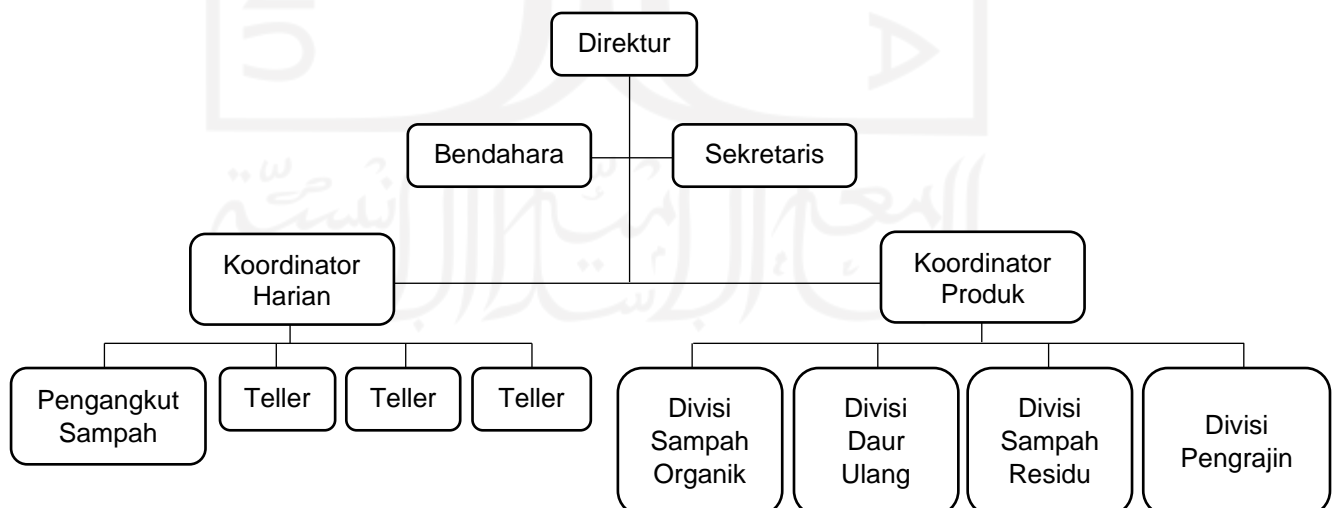 Direktur
Bendahara
Sekretaris
Koordinator
Harian
Koordinator
Produk
Pengangkut
Sampah
Teller
Teller
Teller
Divisi
Sampah
Organik
Divisi
Daur
Ulang
Divisi
Sampah
Residu
Divisi
Pengrajin